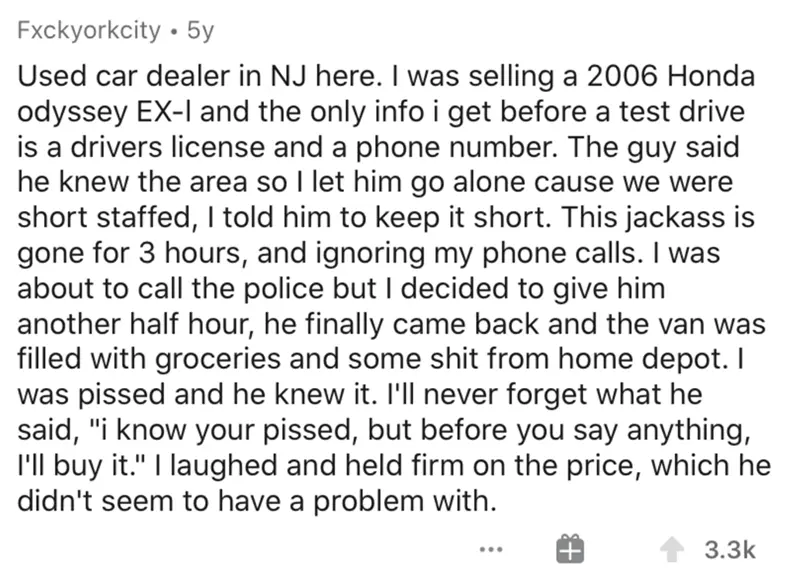 Fxckyorkcity • 5y
Used car dealer in NJ here. I was selling a 2006 Honda
odyssey EX-l and the only info i get before a test drive
is a drivers license and a phone number. The guy said
he knew the area so I let him go alone cause we were
short staffed, I told him to keep it short. This jackass is
gone for 3 hours, and ignoring my phone calls. I was
about to call the police but I decided to give him
another half hour, he finally came back and the van was
filled with groceries and some shit from home depot. I
was pissed and he knew it. I'll never forget what he
said, "i know your pissed, but before you say anything,
I'll buy it." I laughed and held firm on the price, which he
didn't seem to have a problem with.
3.3k